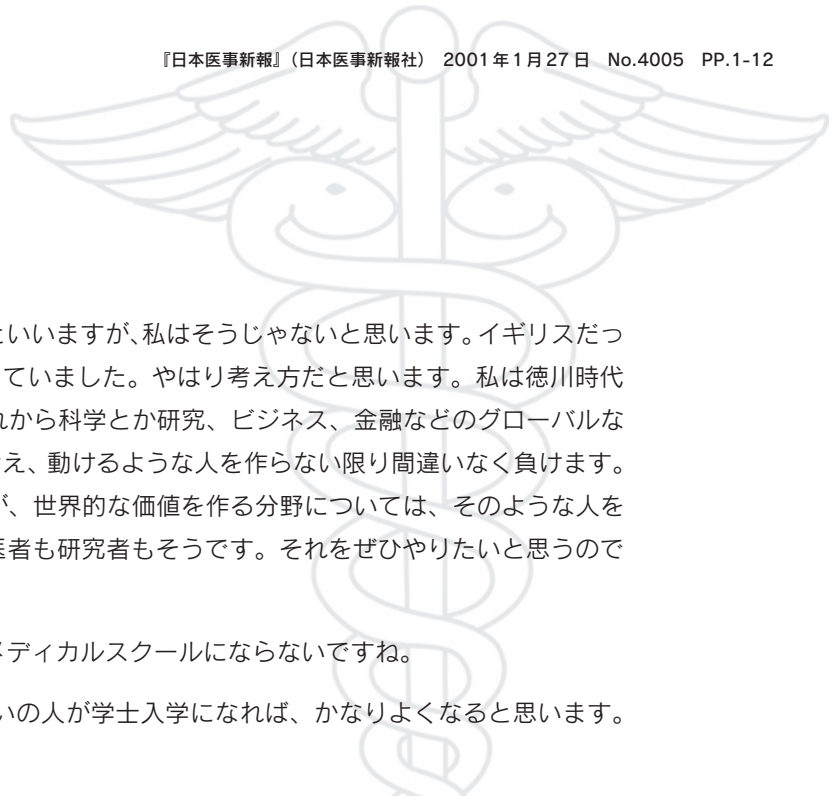 『日本医事新報』（日本医事新報社） 2001年1月27日 No.4005 PP.1-12
といいますが、私はそうじゃないと思います。イギリスだっ
ていました。やはり考え方だと思います。私は徳川時代
れから科学とか研究、ビジネス、金融などのグローバルな
え、動けるような人を作らない限り間違いなく負けます。
が、世界的な価値を作る分野については、そのような人を
医者も研究者もそうです。それをぜひやりたいと思うので
メディカルスクールにならないですね。
いの人が学士入学になれば、かなりよくなると思います。